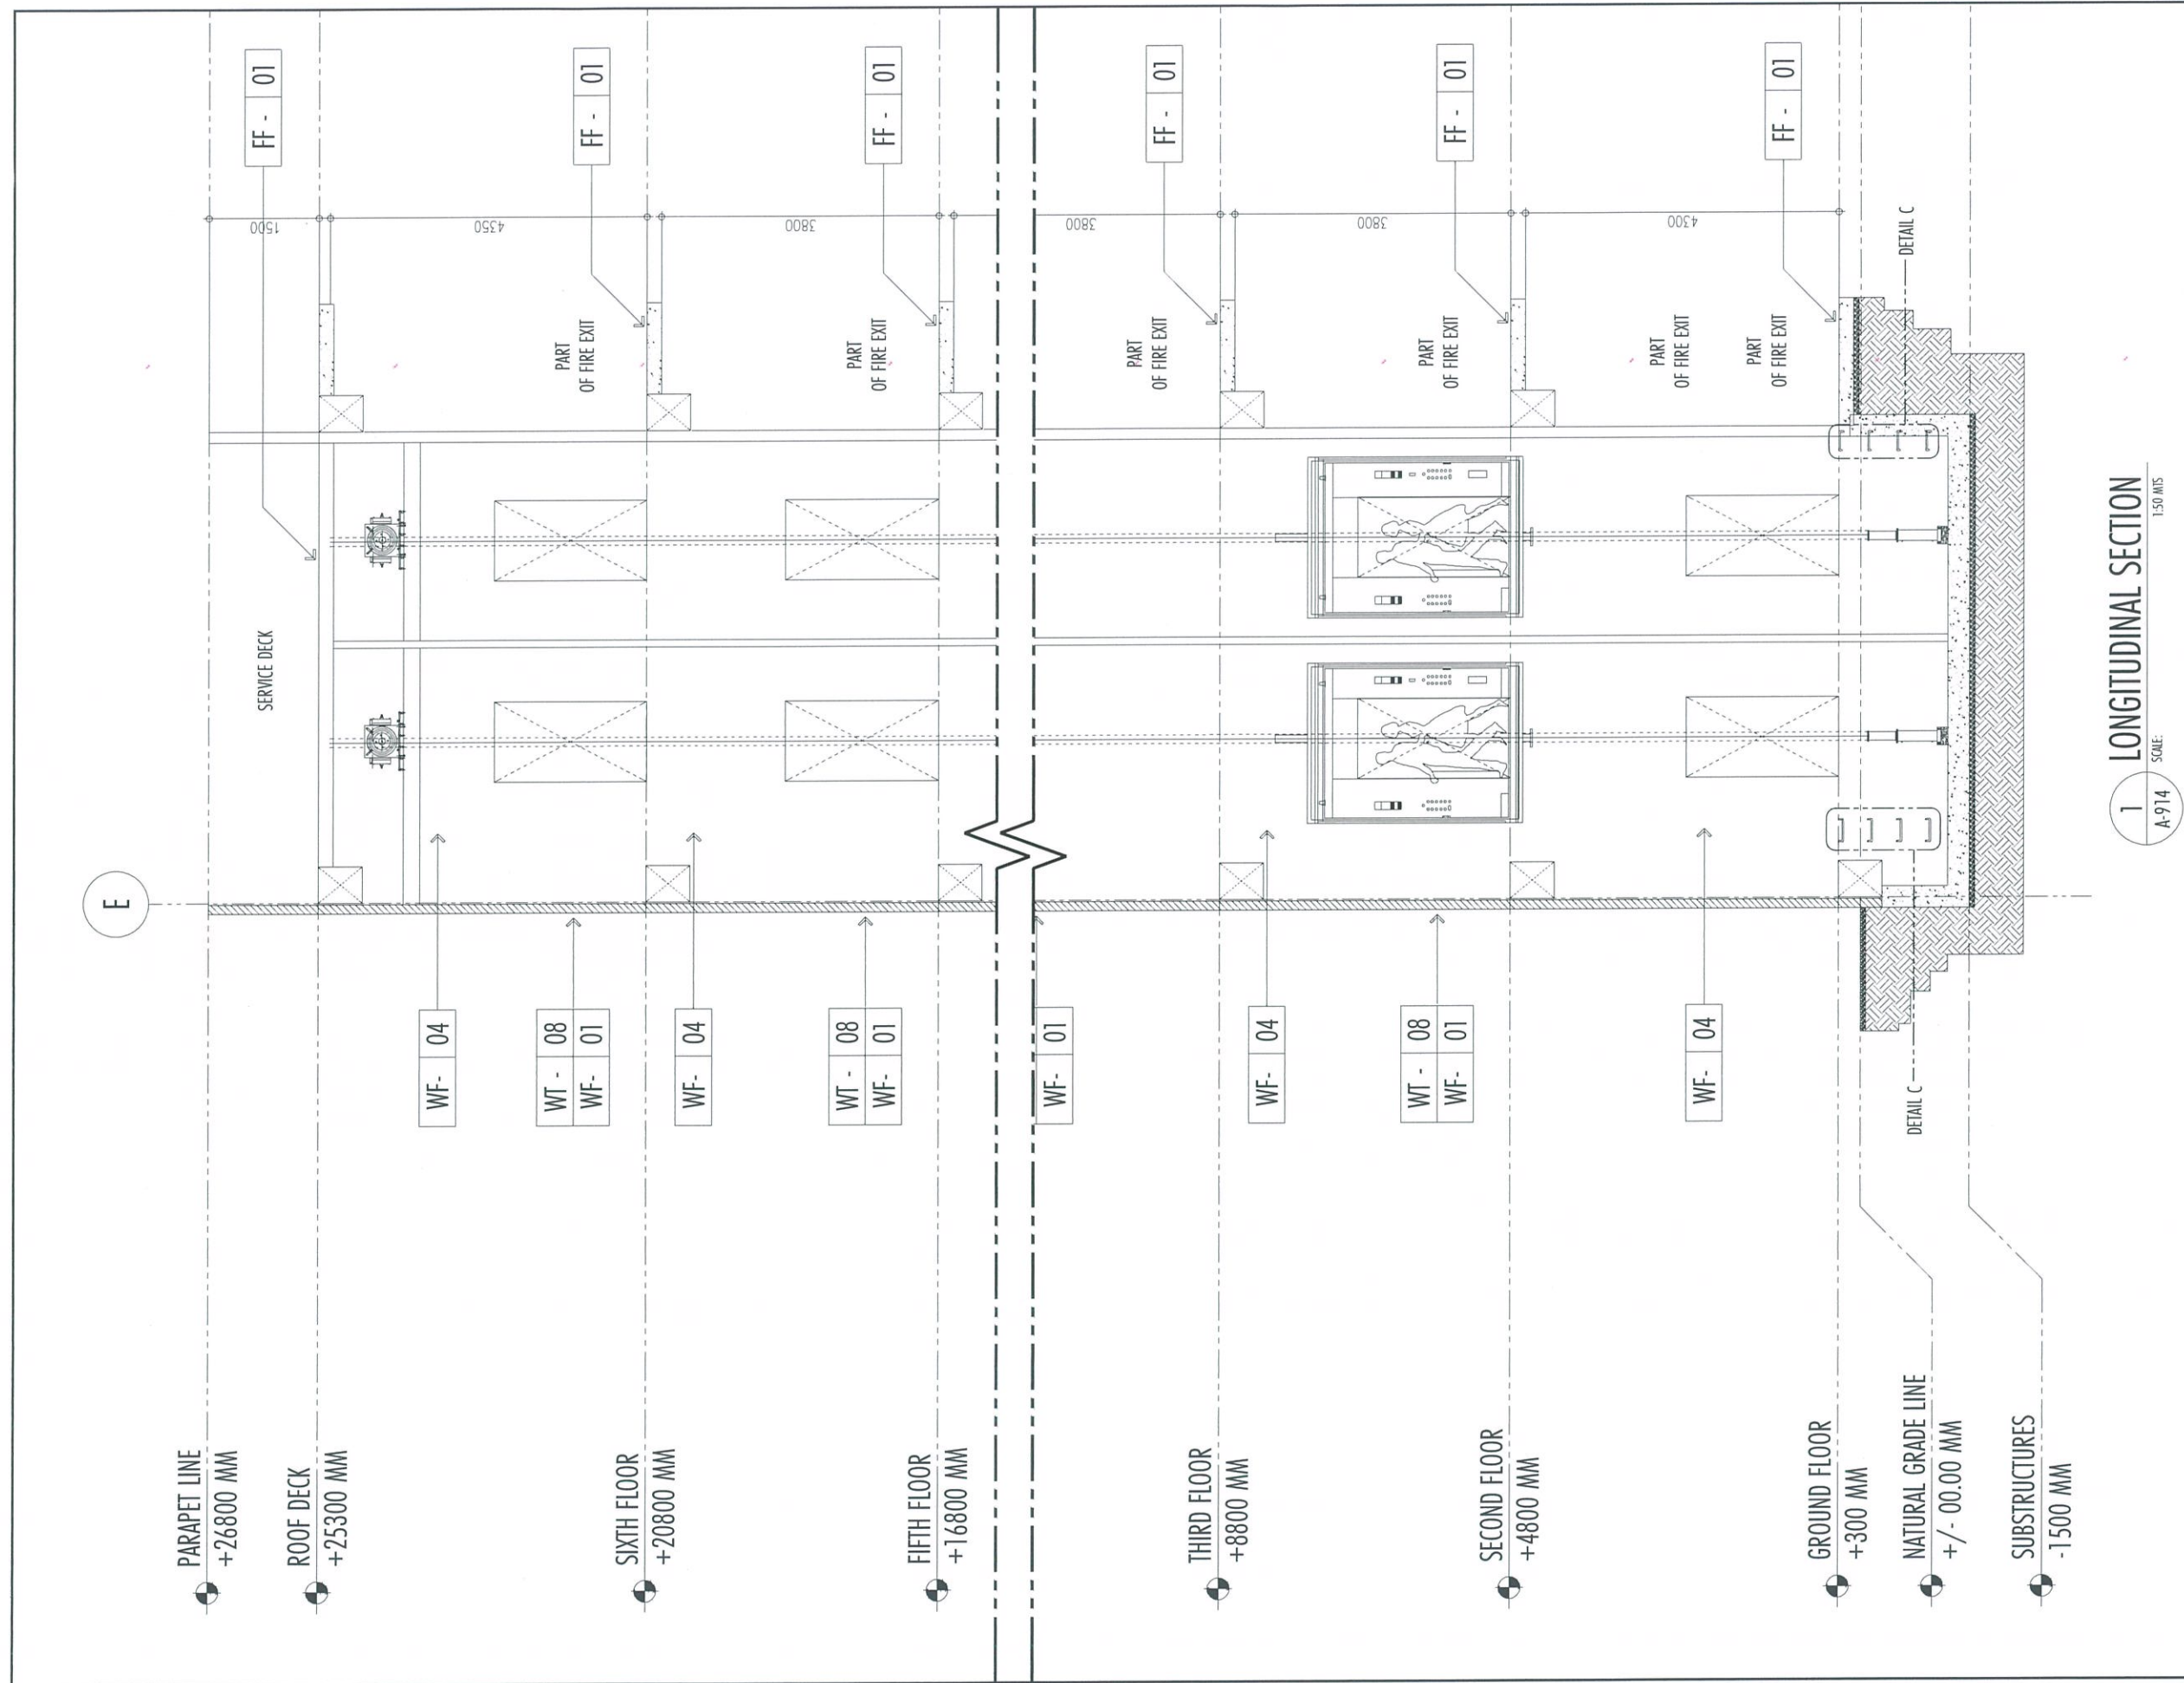 E
PARAPET LINE
+26800 MM
ROOF DECK
+25300 MM
SIXTH FLOOR
+20800 MM
FIFTH FLOOR
+16800 MM
THIRD FLOOR
+8800 MM
SECOND FLOOR
+4800 MM
GROUND FLOOR
+300 MM
NATURAL GRADE LINE
+/- 00.00 MM
SUBSTRUCTURES
-1500 MM
WF- 04
WT - 08
WF- 01
WF- 04
WT - 08
WF- 01
WF- 01
WF- 04
WT - 08
WF- 01
WF- 04
DETAIL C
SERVICE DECK
PART
OF FIRE EXIT
PART
OF FIRE EXIT
PART
OF FIRE EXIT
PART
OF FIRE EXIT
PART
OF FIRE EXIT
PART
OF FIRE EXIT
1500
4350
3800
3800
3800
4300
FF - 01
FF - 01
FF - 01
FF - 01
FF - 01
FF - 01
DETAIL C
1
A-914
LONGITUDINAL SECTION
SCALE: 1:50 MTS